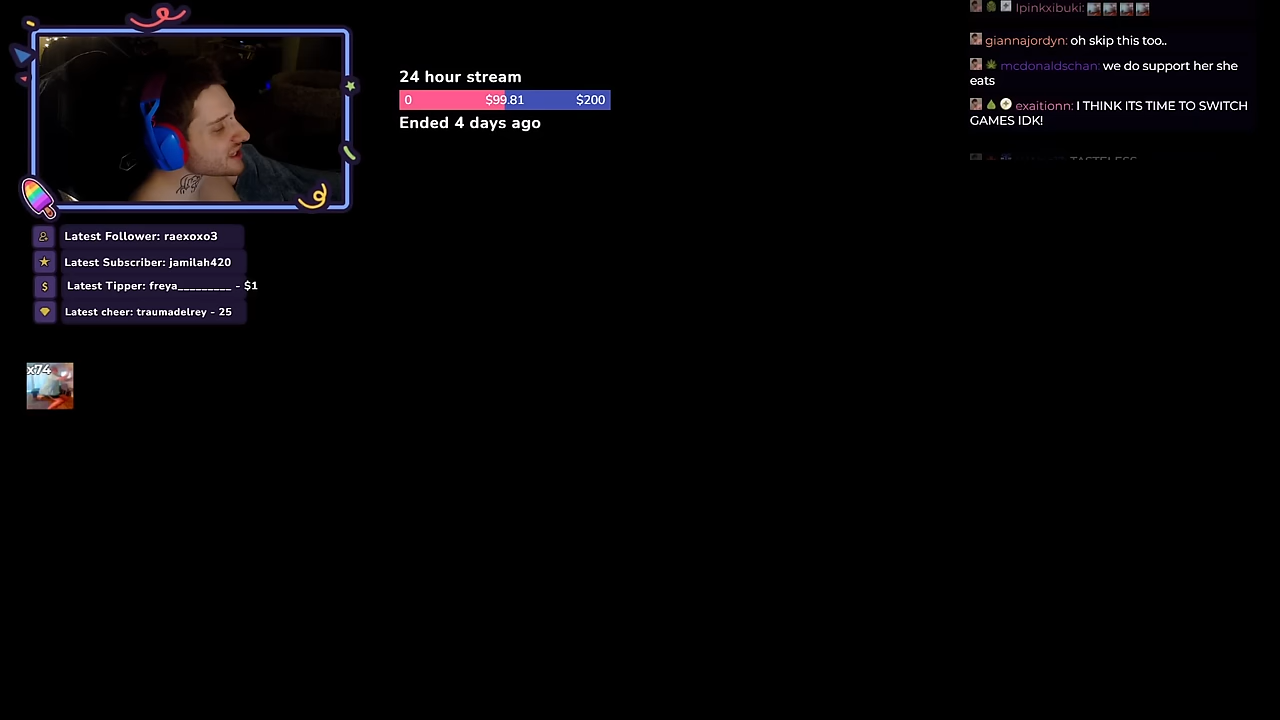 lpinkxibuki:
giannajordyn: oh skip this too..
mcdonaldschan: we do support her she
eats
exaitionn: I THINK ITS TIME TO SWITCH
GAMES IDK!
TASTELESS
24 hour stream
0 $99.81 $200
Ended 4 days ago
Latest Follower: raexoxo3
Latest Subscriber: jamilah420
Latest Tipper: freya_________ - $1
Latest cheer: traumadelrey - 25
x74